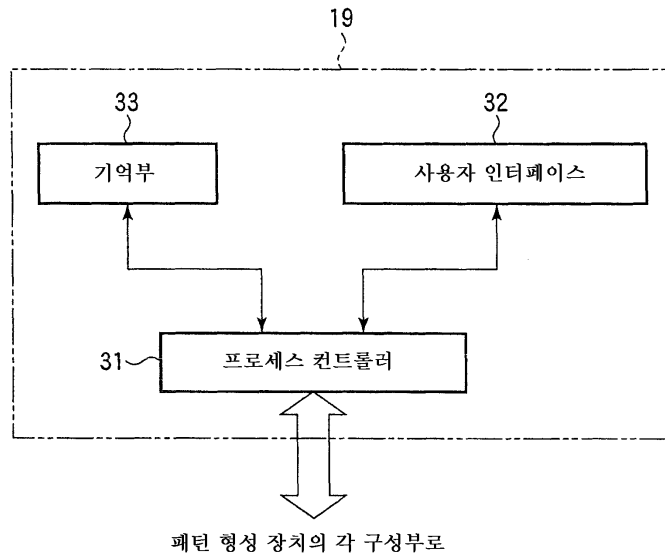 19
33
32
기억부
사용자 인터페이스
31
프로세스 컨트롤러
패턴 형성 장치의 각 구성부로